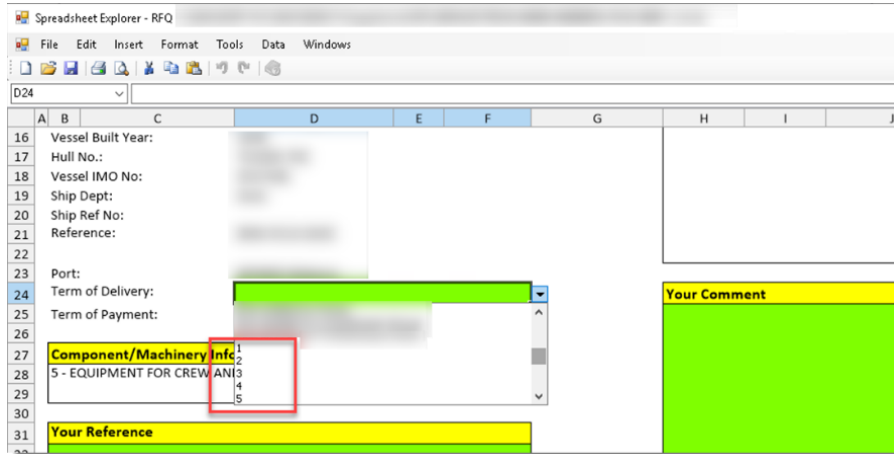 Spreadsheet Explorer - RFQ
File Edit Insert Format Tools Data Windows
D24
A B C D E F G H I J
16 Vessel Built Year:
17 Hull No.:
18 Vessel IMO No:
19 Ship Dept:
20 Ship Ref No:
21 Reference:
22
23 Port:
24 Term of Delivery: Your Comment
25 Term of Payment:
26
1
27 Component/Machinery Info
2
28 5 - EQUIPMENT FOR CREW AND
3
4
29
5
30
31 Your Reference